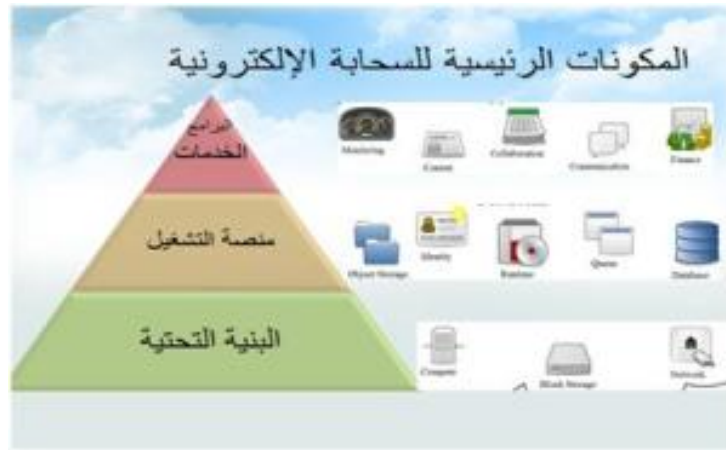 المكونات الرئيسية للسحابة الإلكترونية
البرامج
الخدمات
Monitoring
Content
Collaboration
Communication
Finance
منصة التشغيل
Object Storage
Identity
Runtime
Queue
Database
البنية التحتية
Compute
Block Storage
Network